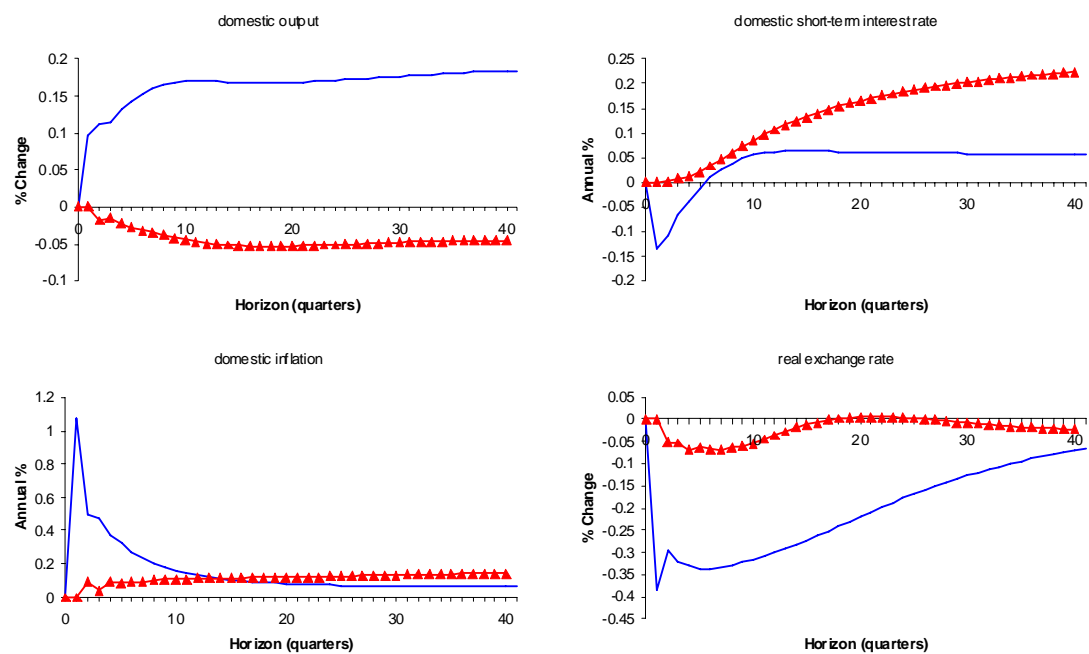 domestic output
0.2
0.15
0.1
0.05
0
-0.05
-0.1
0 10 20 30 40
% Change
Horizon (quarters)
domestic short-term interest rate
0.25
0.20
0.15
0.10
0.05
0
-0.05
-0.1
-0.15
-0.2
0 10 20 30 40
Annual %
Horizon (quarters)
domestic inflation
1.2
1
0.8
0.6
0.4
0.2
0
0 10 20 30 40
Annual %
Horizon (quarters)
real exchange rate
0.05
0
-0.05
-0.1
-0.15
-0.2
-0.25
-0.3
-0.35
-0.4
-0.45
0 10 20 30 40
% Change
Horizon (quarters)